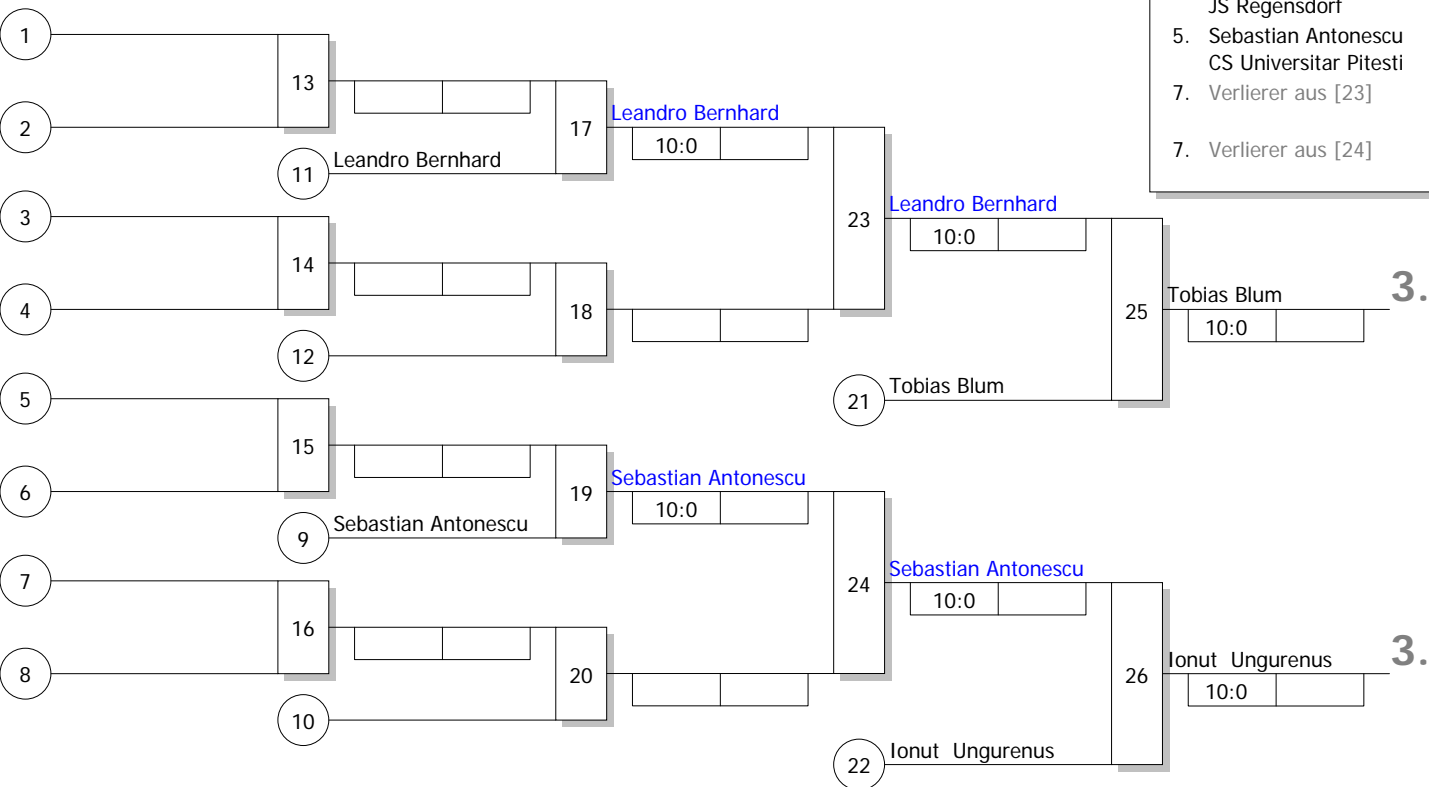 JS Regensdorf
5. Sebastian Antonescu
CS Universitar Pitesti
7. Verlierer aus [23]
7. Verlierer aus [24]
1
13
2
17
Leandro Bernhard
10:0
11
Leandro Bernhard
3
23
Leandro Bernhard
10:0
14
4
18
12
25
Tobias Blum
10:0
3.
21
Tobias Blum
5
15
6
19
Sebastian Antonescu
10:0
9
Sebastian Antonescu
7
24
Sebastian Antonescu
10:0
16
8
20
10
26
Ionut Ungurenus
10:0
3.
22
Ionut Ungurenus